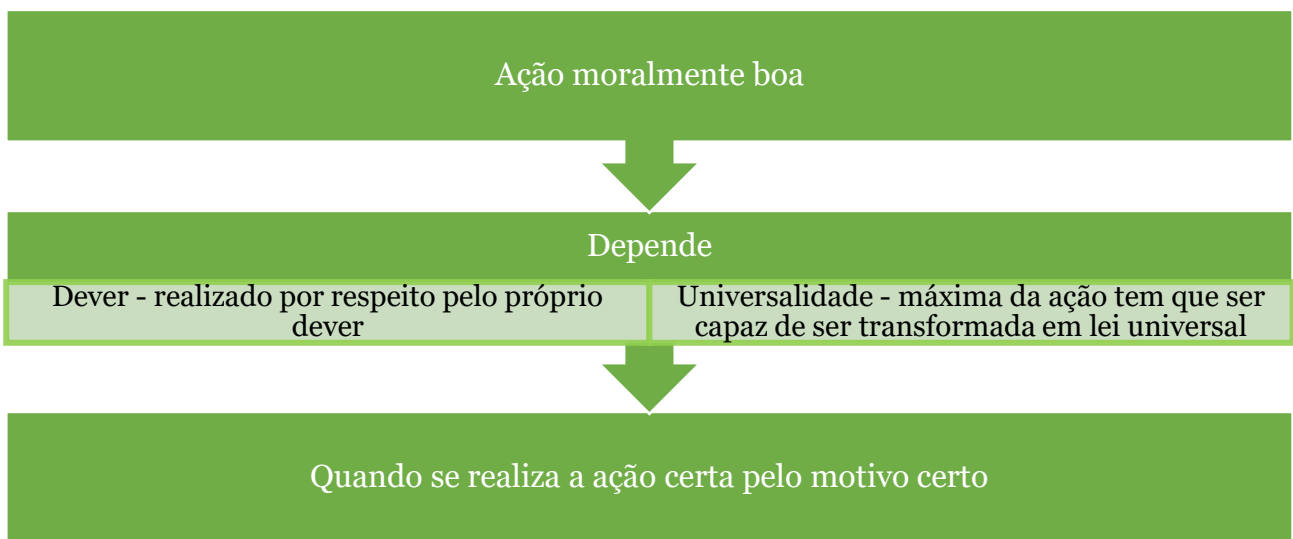 Ação moralmente boa
Depende
Dever - realizado por respeito pelo próprio
dever
Universalidade - máxima da ação tem que ser
capaz de ser transformada em lei universal
Quando se realiza a ação certa pelo motivo certo